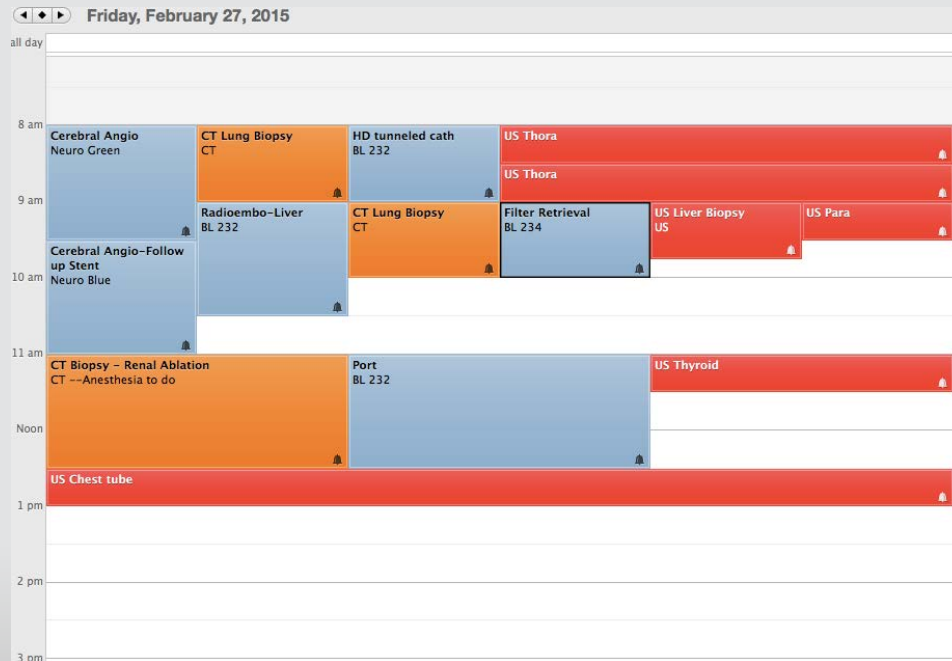 Friday, February 27, 2015
all day
8 am
Cerebral Angio
Neuro Green
CT Lung Biopsy
CT
HD tunneled cath
BL 232
US Thora
US Thora
9 am
Radioembo-Liver
BL 232
CT Lung Biopsy
CT
Filter Retrieval
BL 234
US Liver Biopsy
US
US Para
Cerebral Angio-Follow
up Stent
Neuro Blue
10 am
11 am
CT Biopsy - Renal Ablation
CT --Anesthesia to do
Port
BL 232
US Thyroid
Noon
US Chest tube
1 pm
2 pm
3 pm